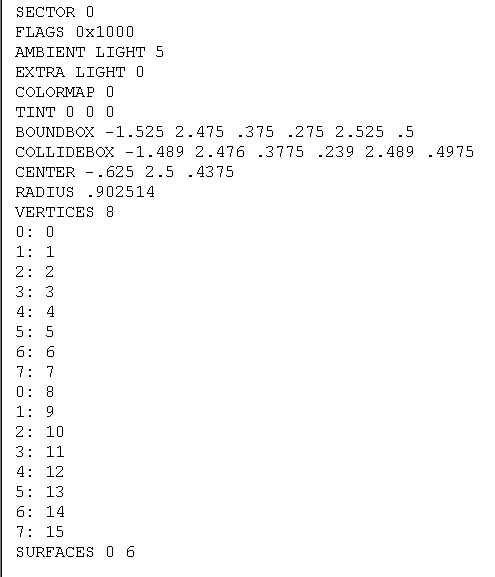 SECTOR 0
FLAGS 0x1000
AMBIENT LIGHT 5
EXTRA LIGHT 0
COLORMAP 0
TINT 0 0 0
BOUNDBOX -1.525 2.475 .375 .275 2.525 .5
COLLIDEBOX -1.489 2.476 .3775 .239 2.489 .4975
CENTER -.625 2.5 .4375
RADIUS .902514
VERTICES 8
0: 0
1: 1
2: 2
3: 3
4: 4
5: 5
6: 6
7: 7
0: 8
1: 9
2: 10
3: 11
4: 12
5: 13
6: 14
7: 15
SURFACES 0 6